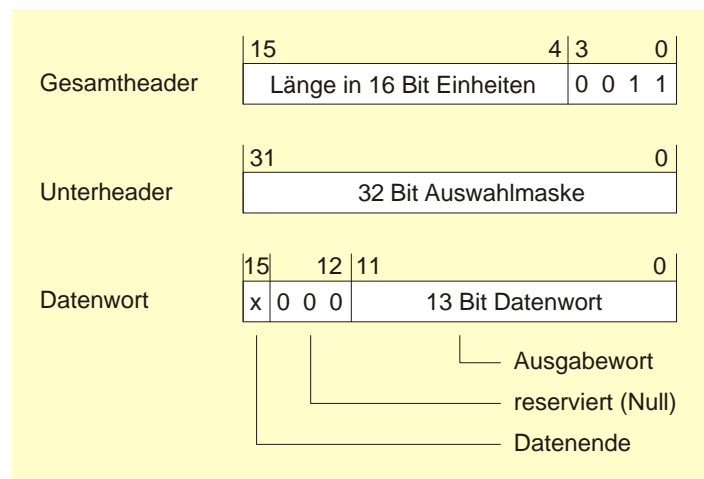 15 4 3 0
Gesamtheader Länge in 16 Bit Einheiten 0 0 1 1
31 0
Unterheader 32 Bit Auswahlmaske
15 12 11 0
Datenwort x 0 0 0 13 Bit Datenwort
Ausgabewort
reserviert (Null)
Datenende